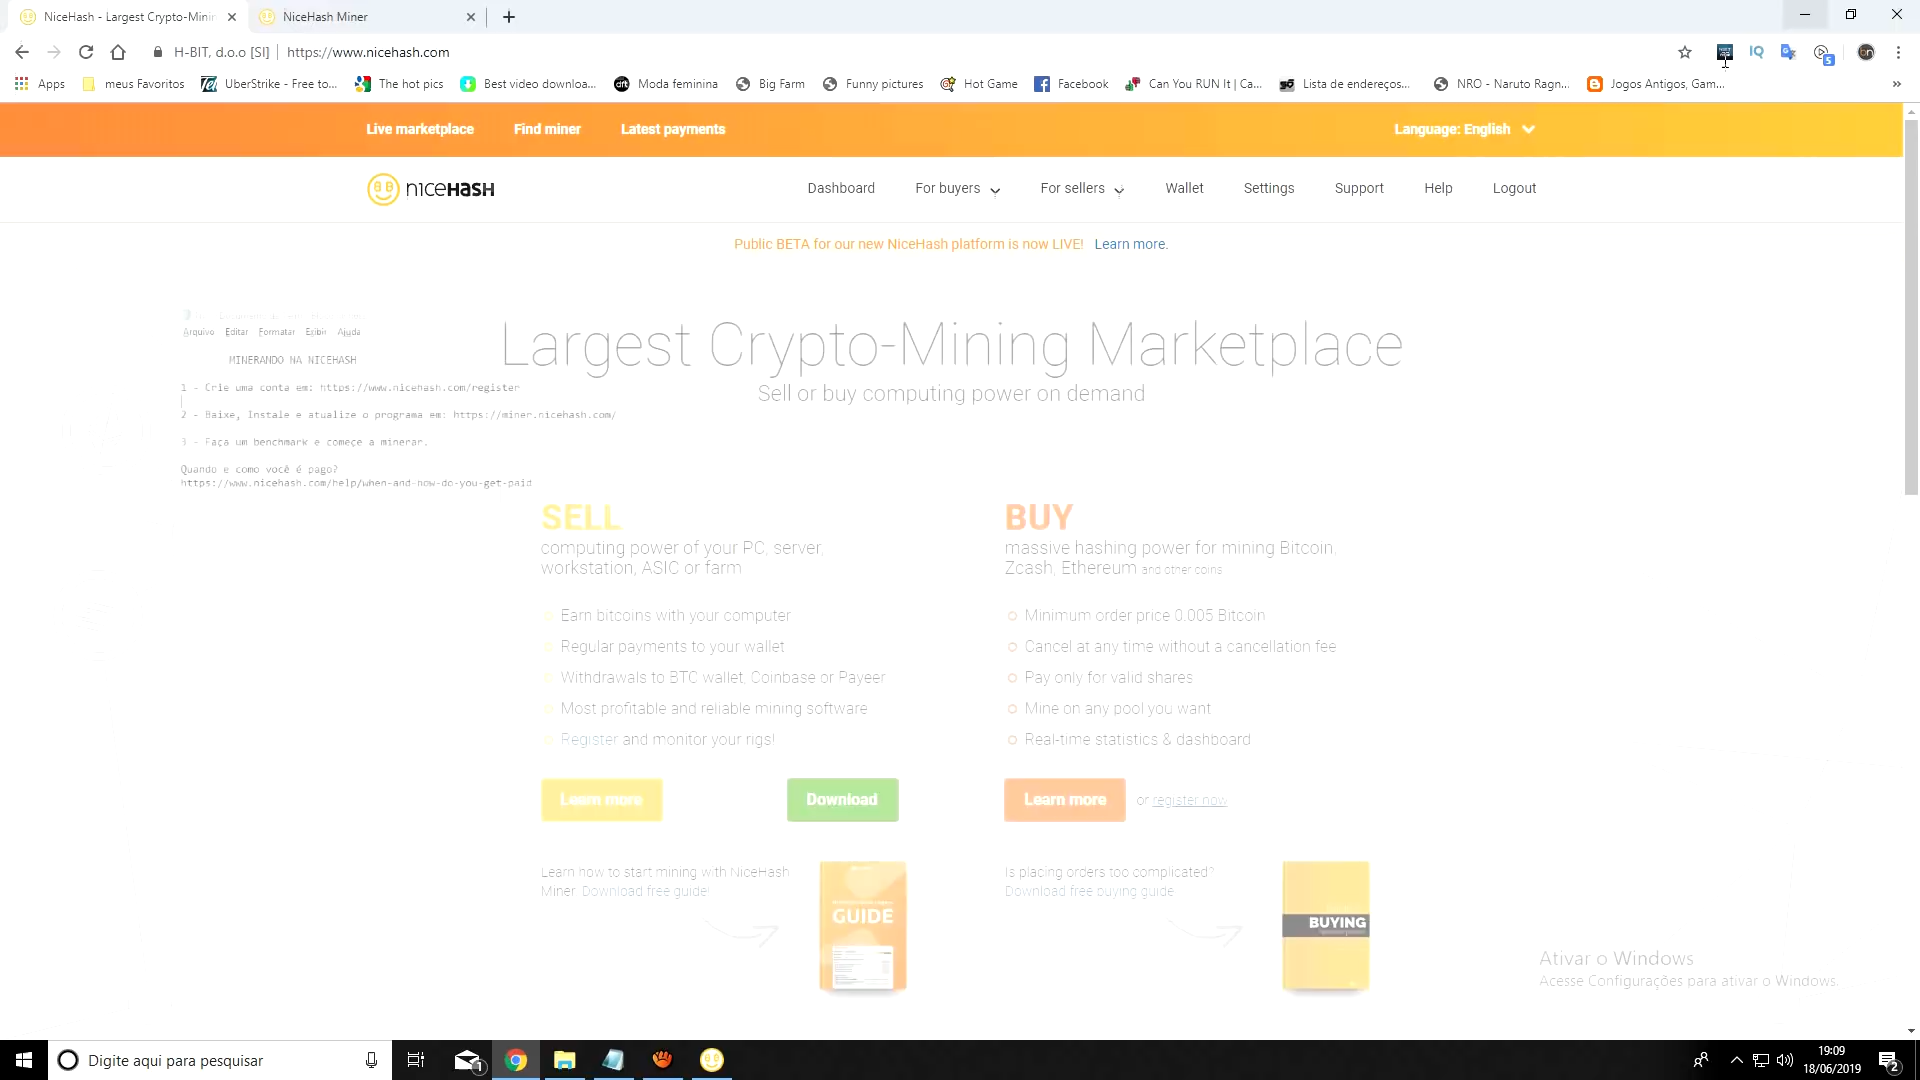 NiceHash - Largest Crypto-Minin
NiceHash Miner
H-BIT, d.o.o [SI]
https://www.nicehash.com
Apps
meus Favoritos
UberStrike - Free to...
The hot pics
Best video downloa...
Moda feminina
Big Farm
Funny pictures
Hot Game
Facebook
Can You RUN It | Ca...
Lista de endereços...
NRO - Naruto Ragn...
Jogos Antigos, Gam...
Live marketplace
Find miner
Latest payments
Language: English
niceHASH
Dashboard
For buyers
For sellers
Wallet
Settings
Support
Help
Logout
Public BETA for our new NiceHash platform is now LIVE! Learn more.
Arquivo Editar Formatar Exibir Ajuda
MINERANDO NA NICEHASH
1 - Crie uma conta em: https://www.nicehash.com/register
2 - Baixe, Instale e atualize o programa em: https://miner.nicehash.com/
3 - Faça um benchmark e começe a minerar.
Quando e como você é pago?
https://www.nicehash.com/help/when-and-how-do-you-get-paid
Largest Crypto-Mining Marketplace
Sell or buy computing power on demand
SELL
computing power of your PC, server,
workstation, ASIC or farm
Earn bitcoins with your computer
Regular payments to your wallet
Withdrawals to BTC wallet, Coinbase or Payeer
Most profitable and reliable mining software
Register and monitor your rigs!
Learn more
Download
Learn how to start mining with NiceHash
Miner. Download free guide!
GUIDE
BUY
massive hashing power for mining Bitcoin,
Zcash, Ethereum and other coins
Minimum order price 0.005 Bitcoin
Cancel at any time without a cancellation fee
Pay only for valid shares
Mine on any pool you want
Real-time statistics & dashboard
Learn more
or register now
Is placing orders too complicated?
Download free buying guide
BUYING
Ativar o Windows
Acesse Configurações para ativar o Windows.
Digite aqui para pesquisar
1
19:09
18/06/2019
2